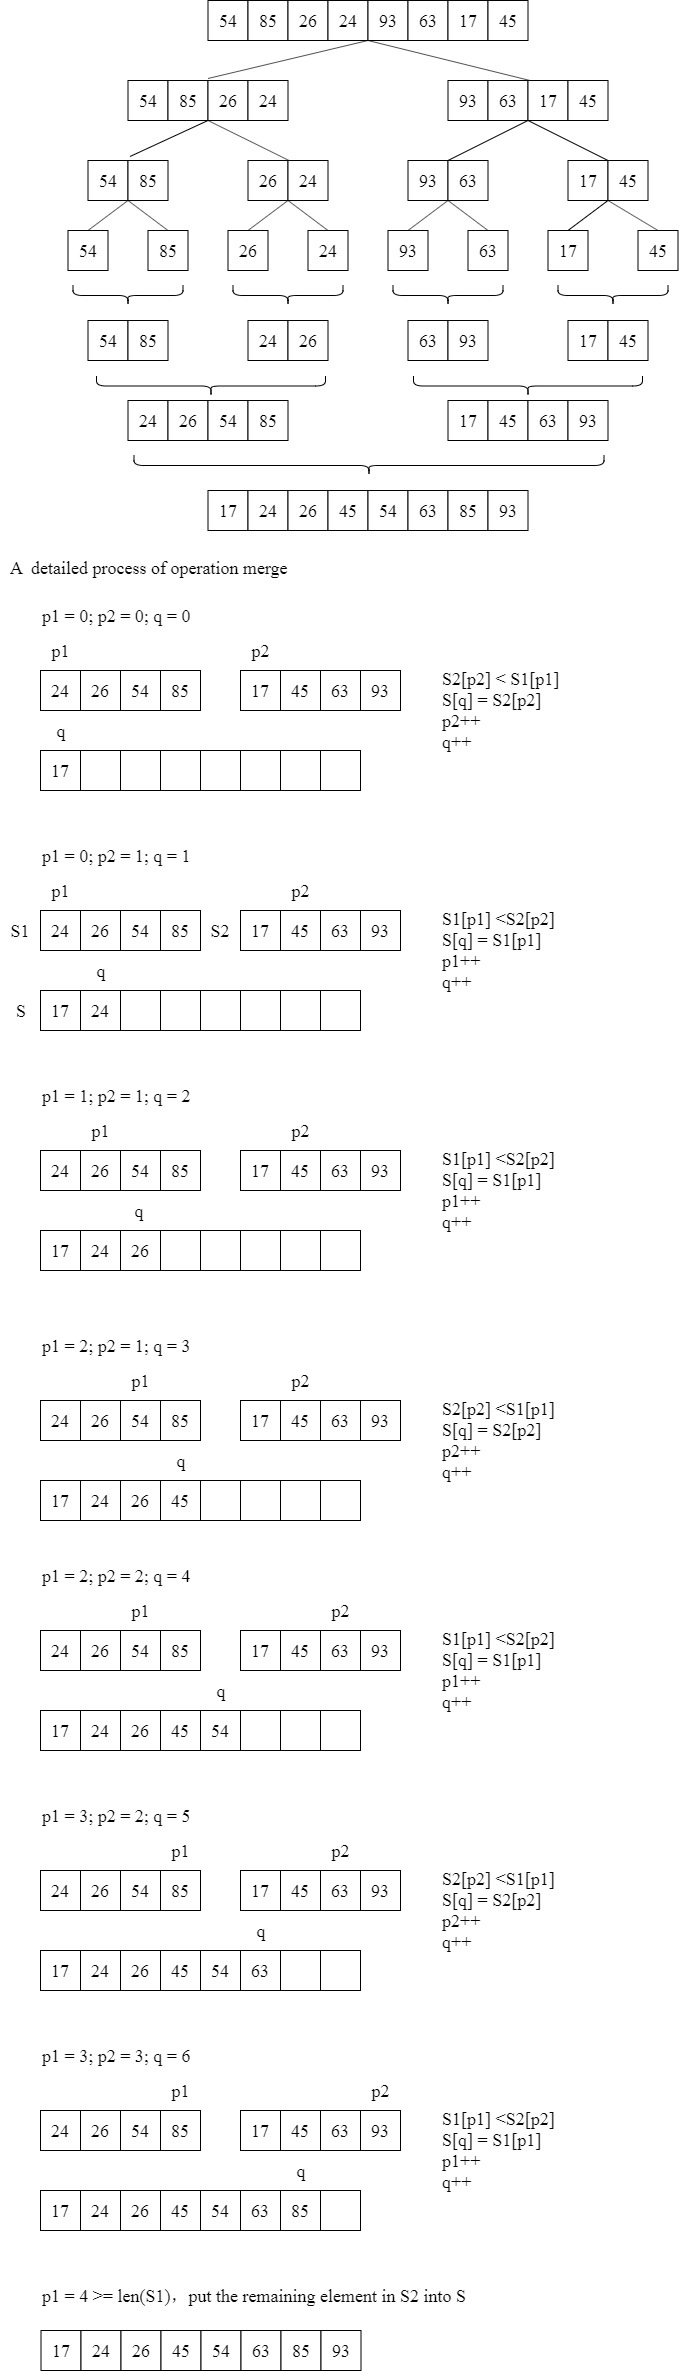 54 85 26 24 93 63 17 45
54 85 26 24 93 63 17 45
54 85 26 24 93 63 17 45
54 85 26 24 93 63 17 45
54 85 24 26 63 93 17 45
24 26 54 85 17 45 63 93
17 24 26 45 54 63 85 93
A detailed process of operation merge
p1 = 0; p2 = 0; q = 0
p1 p2
24 26 54 85 17 45 63 93
S2[p2] < S1[p1]
S[q] = S2[p2]
p2++
q++
q
17
p1 = 0; p2 = 1; q = 1
p1 p2
S1 24 26 54 85 S2 17 45 63 93
S1[p1] <S2[p2]
S[q] = S1[p1]
p1++
q++
q
S 17 24
p1 = 1; p2 = 1; q = 2
p1 p2
24 26 54 85 17 45 63 93
S1[p1] <S2[p2]
S[q] = S1[p1]
p1++
q++
q
17 24 26
p1 = 2; p2 = 1; q = 3
p1 p2
24 26 54 85 17 45 63 93
S2[p2] <S1[p1]
S[q] = S2[p2]
p2++
q++
q
17 24 26 45
p1 = 2; p2 = 2; q = 4
p1 p2
24 26 54 85 17 45 63 93
S1[p1] <S2[p2]
S[q] = S1[p1]
p1++
q++
q
17 24 26 45 54
p1 = 3; p2 = 2; q = 5
p1 p2
24 26 54 85 17 45 63 93
S2[p2] <S1[p1]
S[q] = S2[p2]
p2++
q++
q
17 24 26 45 54 63
p1 = 3; p2 = 3; q = 6
p1 p2
24 26 54 85 17 45 63 93
S1[p1] <S2[p2]
S[q] = S1[p1]
p1++
q++
q
17 24 26 45 54 63 85
p1 = 4 >= len(S1)，put the remaining element in S2 into S
17 24 26 45 54 63 85 93